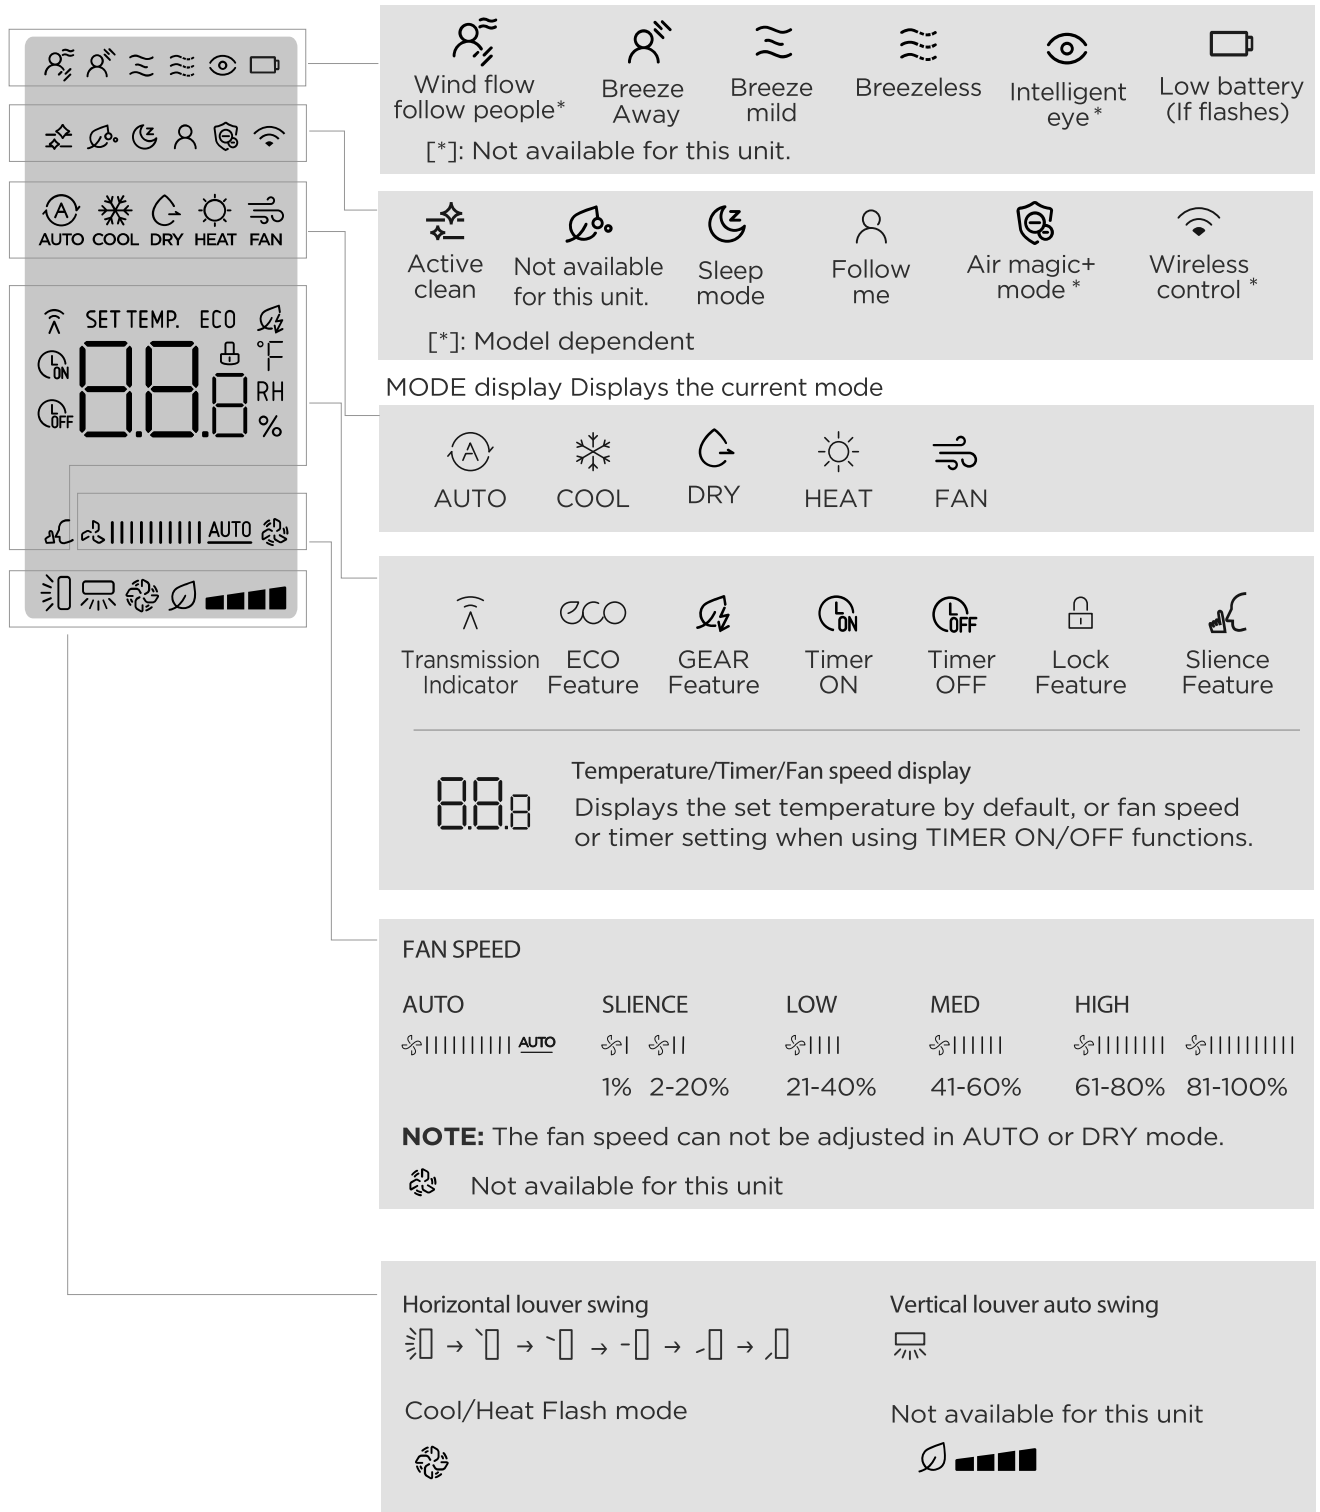 AUTO COOL DRY HEAT FAN
SET TEMP. ECO
ON
°F
OFF
RH
88.8
%
AUTO
Wind flow
follow people*
Breeze
Away
Breeze
mild
Breezeless
Intelligent
eye*
Low battery
(If flashes)
[*]: Not available for this unit.
Active
clean
Not available
for this unit.
Sleep
mode
Follow
me
Air magic+
mode *
Wireless
control *
[*]: Model dependent
MODE display Displays the current mode
AUTO COOL DRY HEAT FAN
eco
ON
OFF
Transmission
Indicator
ECO
Feature
GEAR
Feature
Timer
ON
Timer
OFF
Lock
Feature
Slience
Feature
88.8
Temperature/Timer/Fan speed display
Displays the set temperature by default, or fan speed
or timer setting when using TIMER ON/OFF functions.
FAN SPEED
AUTO SLIENCE LOW MED HIGH
AUTO
1% 2-20% 21-40% 41-60% 61-80% 81-100%
NOTE: The fan speed can not be adjusted in AUTO or DRY mode.
Not available for this unit
Horizontal louver swing
Vertical louver auto swing
Cool/Heat Flash mode
Not available for this unit